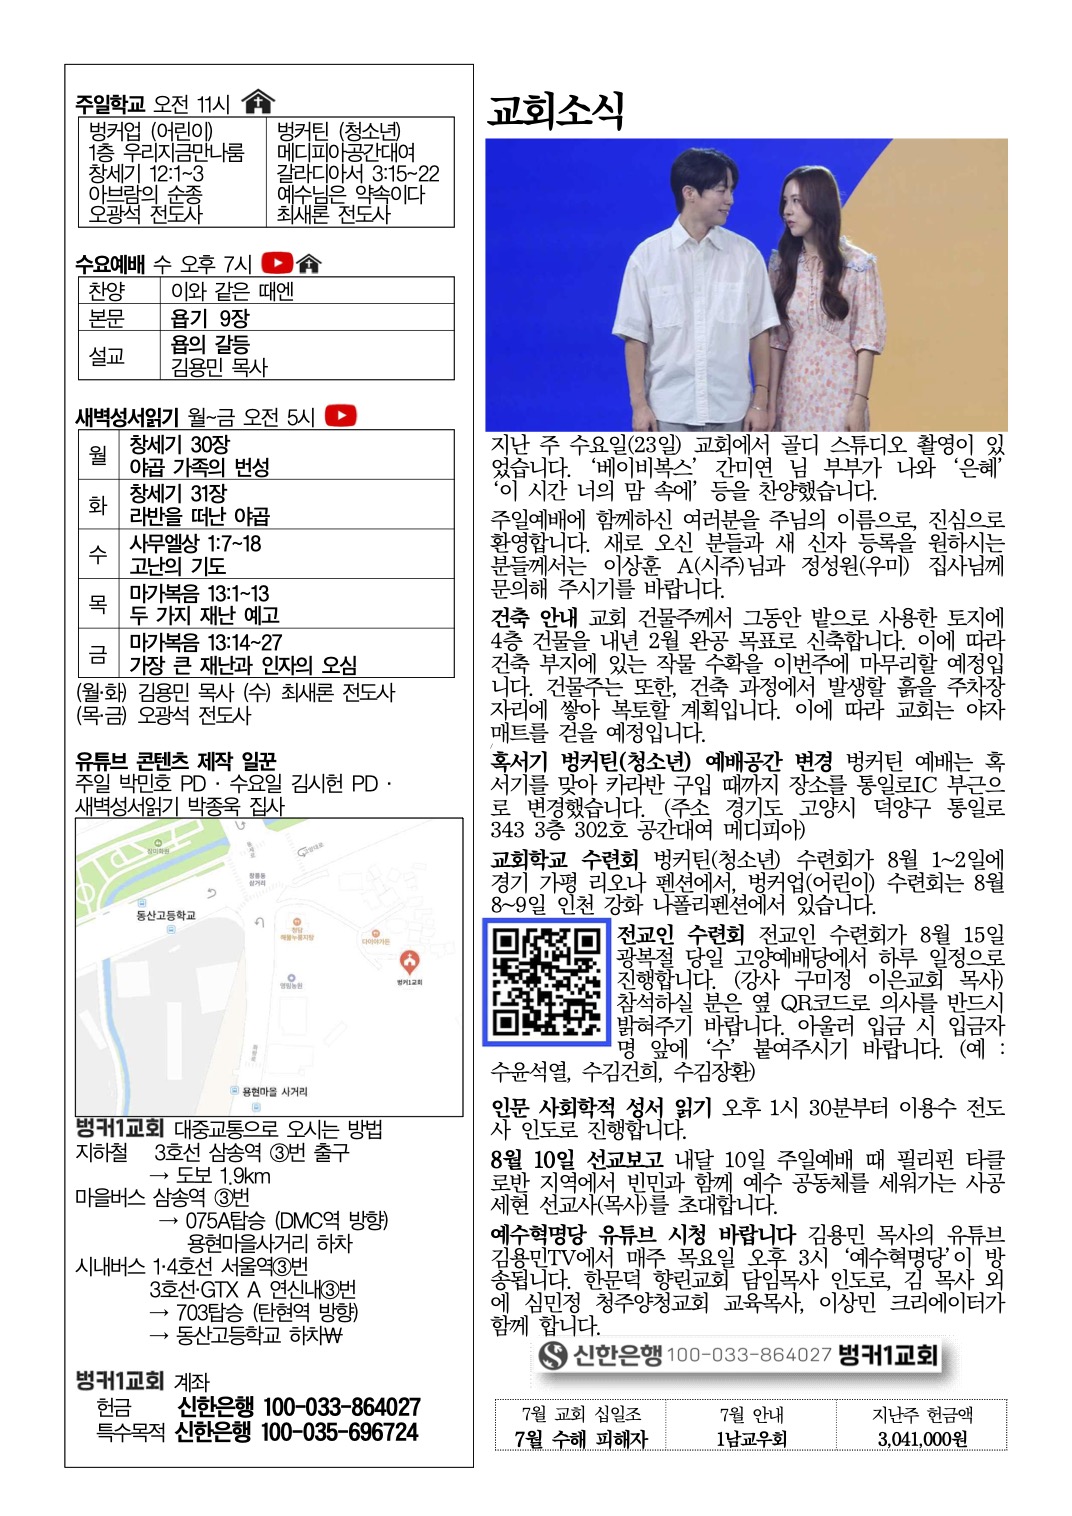 주일학교 오전 11시
벙커업 (어린이)
1층 우리지금만나룸
창세기 12:1~3
아브람의 순종
오광석 전도사
벙커틴 (청소년)
메디피아공간대여
갈라디아서 3:15~22
예수님은 약속이다
최새론 전도사
수요예배 수 오후 7시
찬양 이와 같은 때엔
본문 욥기 9장
설교 욥의 갈등
김용민 목사
새벽성서읽기 월~금 오전 5시
월 창세기 30장
야곱 가족의 번성
화 창세기 31장
라반을 떠난 야곱
수 사무엘상 1:7~18
고난의 기도
목 마가복음 13:1~13
두 가지 재난 예고
금 마가복음 13:14~27
가장 큰 재난과 인자의 오심
(월·화) 김용민 목사 (수) 최새론 전도사
(목·금) 오광석 전도사
유튜브 콘텐츠 제작 일꾼
주일 박민호 PD · 수요일 김시헌 PD ·
새벽성서읽기 박종욱 집사
창릉동
삼거리
동산고등학교
해물누룽지탕
다이아가든
벙커1교회
용현마을 사거리
벙커1교회 대중교통으로 오시는 방법
지하철 3호선 삼송역 ③번 출구
→ 도보 1.9km
마을버스 삼송역 ③번
→ 075A탑승 (DMC역 방향)
용현마을사거리 하차
시내버스 1·4호선 서울역③번
3호선·GTX A 연신내③번
→ 703탑승 (탄현역 방향)
→ 동산고등학교 하차₩
벙커1교회 계좌
헌금 신한은행 100-033-864027
특수목적 신한은행 100-035-696724
교회소식
지난 주 수요일(23일) 교회에서 골디 스튜디오 촬영이 있
었습니다. ‘베이비복스’ 간미연 님 부부가 나와 ‘은혜’
‘이 시간 너의 맘 속에’ 등을 찬양했습니다.
주일예배에 함께하신 여러분을 주님의 이름으로, 진심으로
환영합니다. 새로 오신 분들과 새 신자 등록을 원하시는
분들께서는 이상훈 A(시주)님과 정성원(우미) 집사님께
문의해 주시기를 바랍니다.
건축 안내 교회 건물주께서 그동안 밭으로 사용한 토지에
4층 건물을 내년 2월 완공 목표로 신축합니다. 이에 따라
건축 부지에 있는 작물 수확을 이번주에 마무리할 예정입
니다. 건물주는 또한, 건축 과정에서 발생할 흙을 주차장
자리에 쌓아 복토할 계획입니다. 이에 따라 교회는 야자
매트를 걷을 예정입니다.
혹서기 벙커틴(청소년) 예배공간 변경 벙커틴 예배는 혹
서기를 맞아 카라반 구입 때까지 장소를 통일로IC 부근으
로 변경했습니다. (주소 경기도 고양시 덕양구 통일로
343 3층 302호 공간대여 메디피아)
교회학교 수련회 벙커틴(청소년) 수련회가 8월 1~2일에
경기 가평 리오나 펜션에서, 벙커업(어린이) 수련회는 8월
8~9일 인천 강화 나폴리펜션에서 있습니다.
전교인 수련회 전교인 수련회가 8월 15일
광복절 당일 고양예배당에서 하루 일정으로
진행합니다. (강사 구미정 이은교회 목사)
참석하실 분은 옆 QR코드로 의사를 반드시
밝혀주기 바랍니다. 아울러 입금 시 입금자
명 앞에 ‘수’ 붙여주시기 바랍니다. (예 :
수윤석열, 수김건희, 수김장환)
인문 사회학적 성서 읽기 오후 1시 30분부터 이용수 전도
사 인도로 진행합니다.
8월 10일 선교보고 내달 10일 주일예배 때 필리핀 타클
로반 지역에서 빈민과 함께 예수 공동체를 세워가는 사공
세현 선교사(목사)를 초대합니다.
예수혁명당 유튜브 시청 바랍니다 김용민 목사의 유튜브
김용민TV에서 매주 목요일 오후 3시 ‘예수혁명당’이 방
송됩니다. 한문덕 향린교회 담임목사 인도로, 김 목사 외
에 심민정 청주양청교회 교육목사, 이상민 크리에이터가
함께 합니다.
신한은행 100-033-864027 벙커1교회
7월 교회 십일조
7월 수해 피해자
7월 안내
1남교우회
지난주 헌금액
3,041,000원